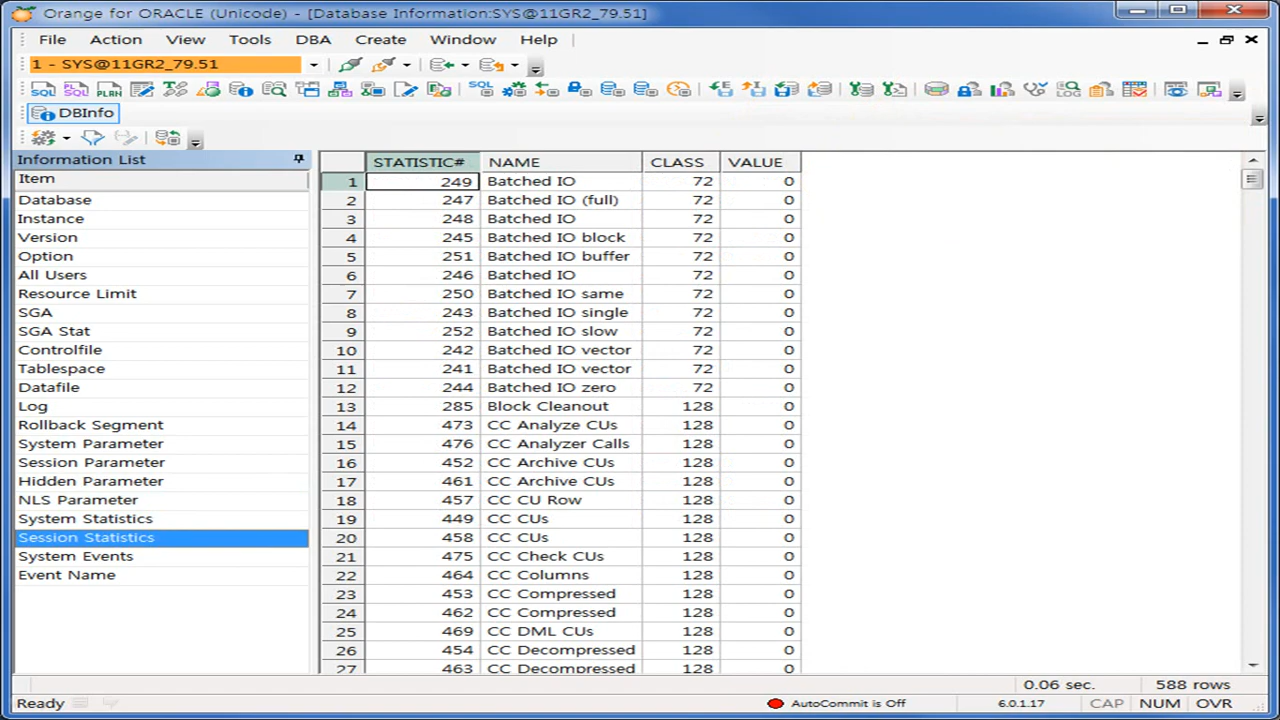 Orange for ORACLE (Unicode) - [Database Information:SYS@11GR2_79.51]
File Action View Tools DBA Create Window Help
1 - SYS@11GR2_79.51
DBInfo
Information List
Item
Database
Instance
Version
Option
All Users
Resource Limit
SGA
SGA Stat
Controlfile
Tablespace
Datafile
Log
Rollback Segment
System Parameter
Session Parameter
Hidden Parameter
NLS Parameter
System Statistics
Session Statistics
System Events
Event Name
STATISTIC# NAME CLASS VALUE
1 249 Batched IO 72 0
2 247 Batched IO (full) 72 0
3 248 Batched IO 72 0
4 245 Batched IO block 72 0
5 251 Batched IO buffer 72 0
6 246 Batched IO 72 0
7 250 Batched IO same 72 0
8 243 Batched IO single 72 0
9 252 Batched IO slow 72 0
10 242 Batched IO vector 72 0
11 241 Batched IO vector 72 0
12 244 Batched IO zero 72 0
13 285 Block Cleanout 128 0
14 473 CC Analyze CUs 128 0
15 476 CC Analyzer Calls 128 0
16 452 CC Archive CUs 128 0
17 461 CC Archive CUs 128 0
18 457 CC CU Row 128 0
19 449 CC CUs 128 0
20 458 CC CUs 128 0
21 475 CC Check CUs 128 0
22 464 CC Columns 128 0
23 453 CC Compressed 128 0
24 462 CC Compressed 128 0
25 469 CC DML CUs 128 0
26 454 CC Decompressed 128 0
27 463 CC Decompressed 128 0
0.06 sec. 588 rows
Ready AutoCommit is Off 6.0.1.17 CAP NUM OVR